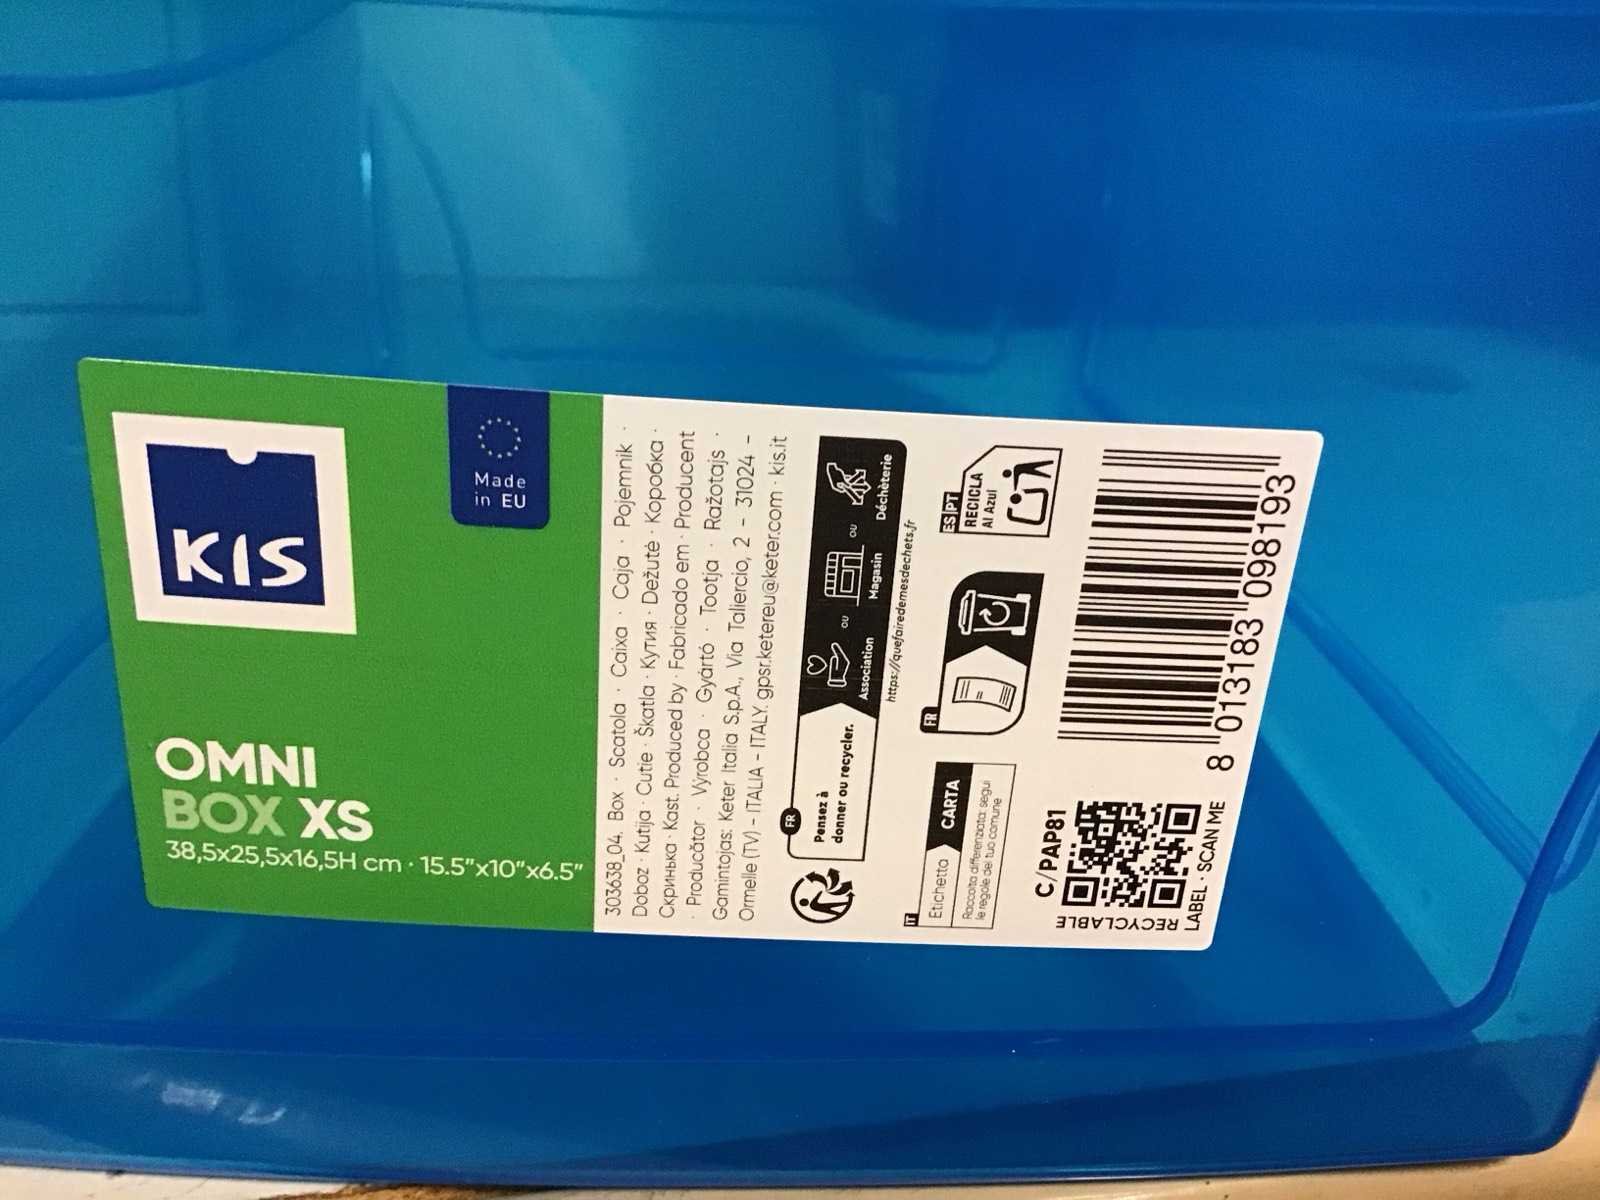 KIS
Made
in EU
OMNI
BOX XS
38,5x25,5x16,5H cm · 15.5"x10"x6.5"
303638_04. Box · Scatola · Caixa · Caja · Pojemnik ·
Doboz · Kutija · Cutie · Škatla · Кутия · Dežutė · Коробка ·
Скринька · Kast. Produced by · Fabricado em · Producent
· Producător · Výrobca · Gyártó · Tootja · Ražotajs ·
Gamintojas: Keter Italia S.p.A., Via Taliercio, 2 - 31024 -
Ormelle (TV) - ITALIA - ITALY. gpsr.ketereu@keter.com · kis.it
FR
Pensez à
donner ou recycler.
Association
ou
Magasin
ou
Déchèterie
https://quefairedemesdechets.fr
IT
Etichetta
CARTA
Raccolta differenziata: segui
le regole del tuo comune
FR
ES|PT
RECICLA
Al Azul
C/PAP81
RECYCLABLE
LABEL · SCAN ME
8 013183 098193